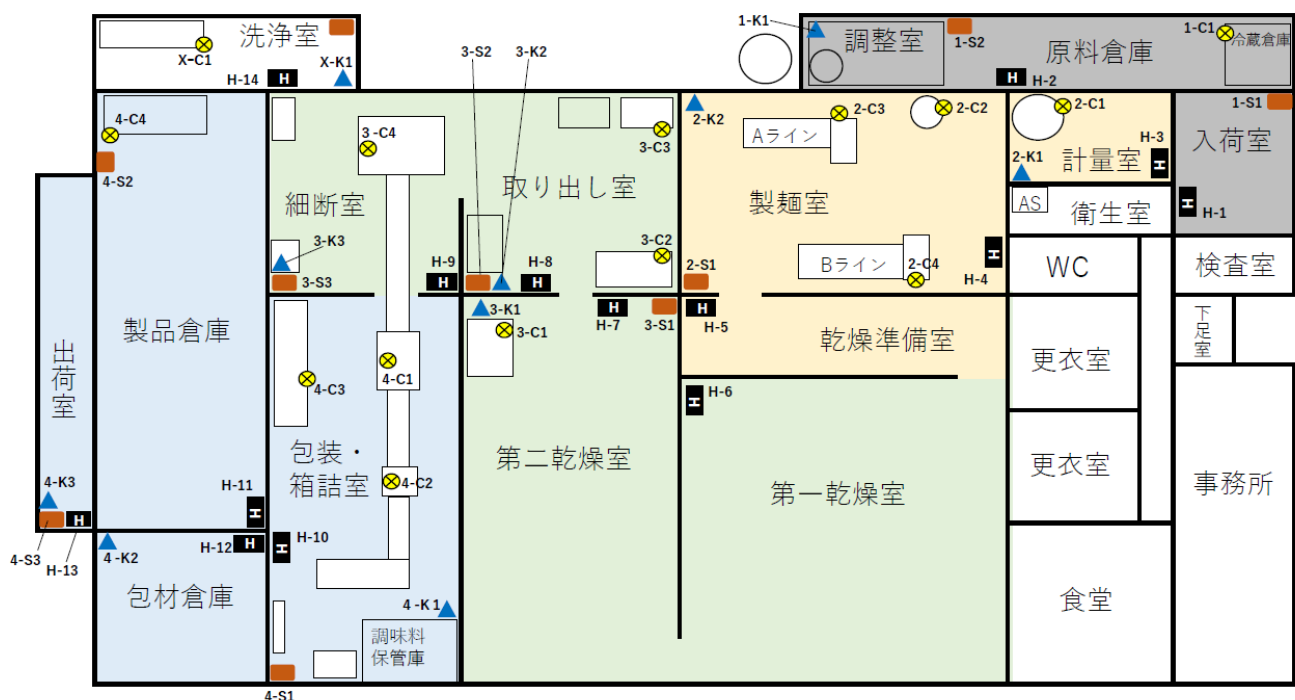 洗浄室
X-C1
X-K1
H-14
H
3-S2
3-K2
1-K1
調整室
1-S2
原料倉庫
1-C1
冷蔵倉庫
H
H-2
1-S1
4-C4
4-S2
3-C4
3-C3
2-K2
Aライン
2-C3
2-C2
2-C1
H-3
H
2-K1
計量室
入荷室
細断室
取り出し室
製麺室
AS
衛生室
H
H-1
3-K3
3-S3
H-9
H
H-8
H
3-C2
2-S1
Bライン
2-C4
H
H-4
WC
検査室
製品倉庫
3-K1
3-C1
H
H-7
3-S1
H
H-5
乾燥準備室
下足室
出荷室
4-C3
4-C1
更衣室
H-6
H
包装・
箱詰室
4-C2
第二乾燥室
第一乾燥室
更衣室
事務所
4-K3
H-11
H
H
4-S3
H-13
4-K2
H-12
H
H-10
H
包材倉庫
4-K1
調味料
保管庫
食堂
4-S1